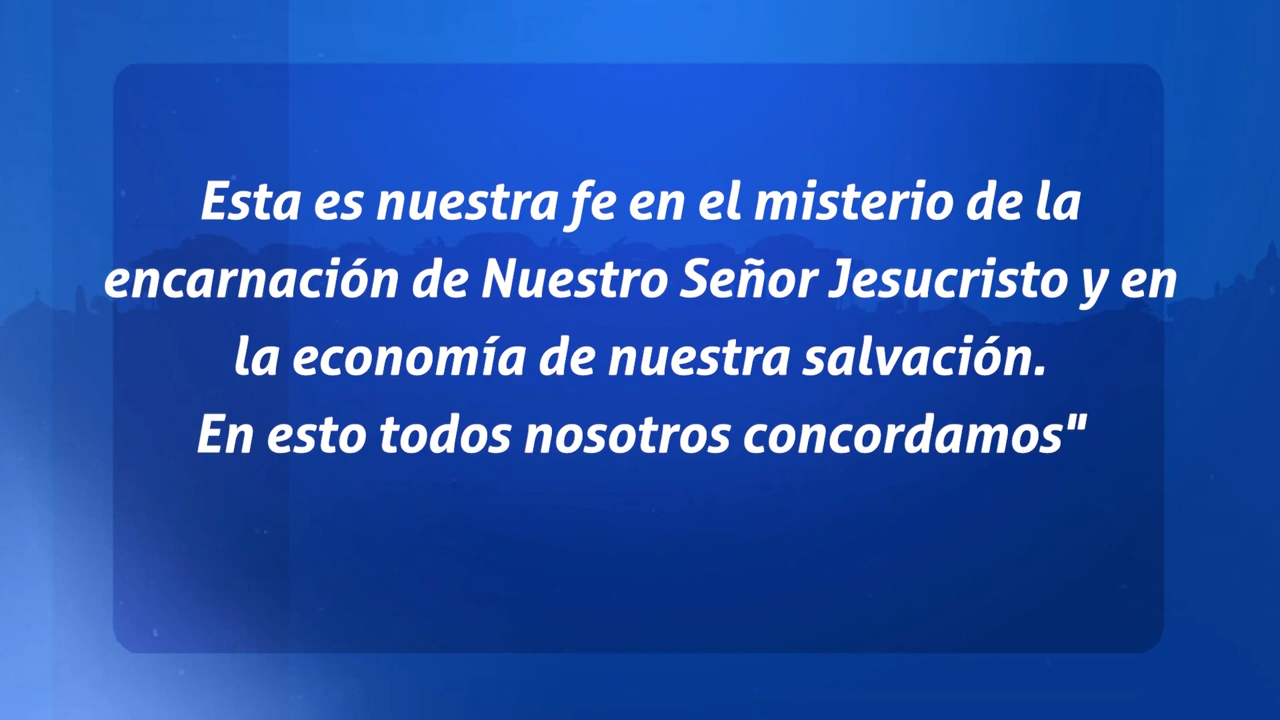 Esta es nuestra fe en el misterio de la
encarnación de Nuestro Señor Jesucristo y en
la economía de nuestra salvación.
En esto todos nosotros concordamos"